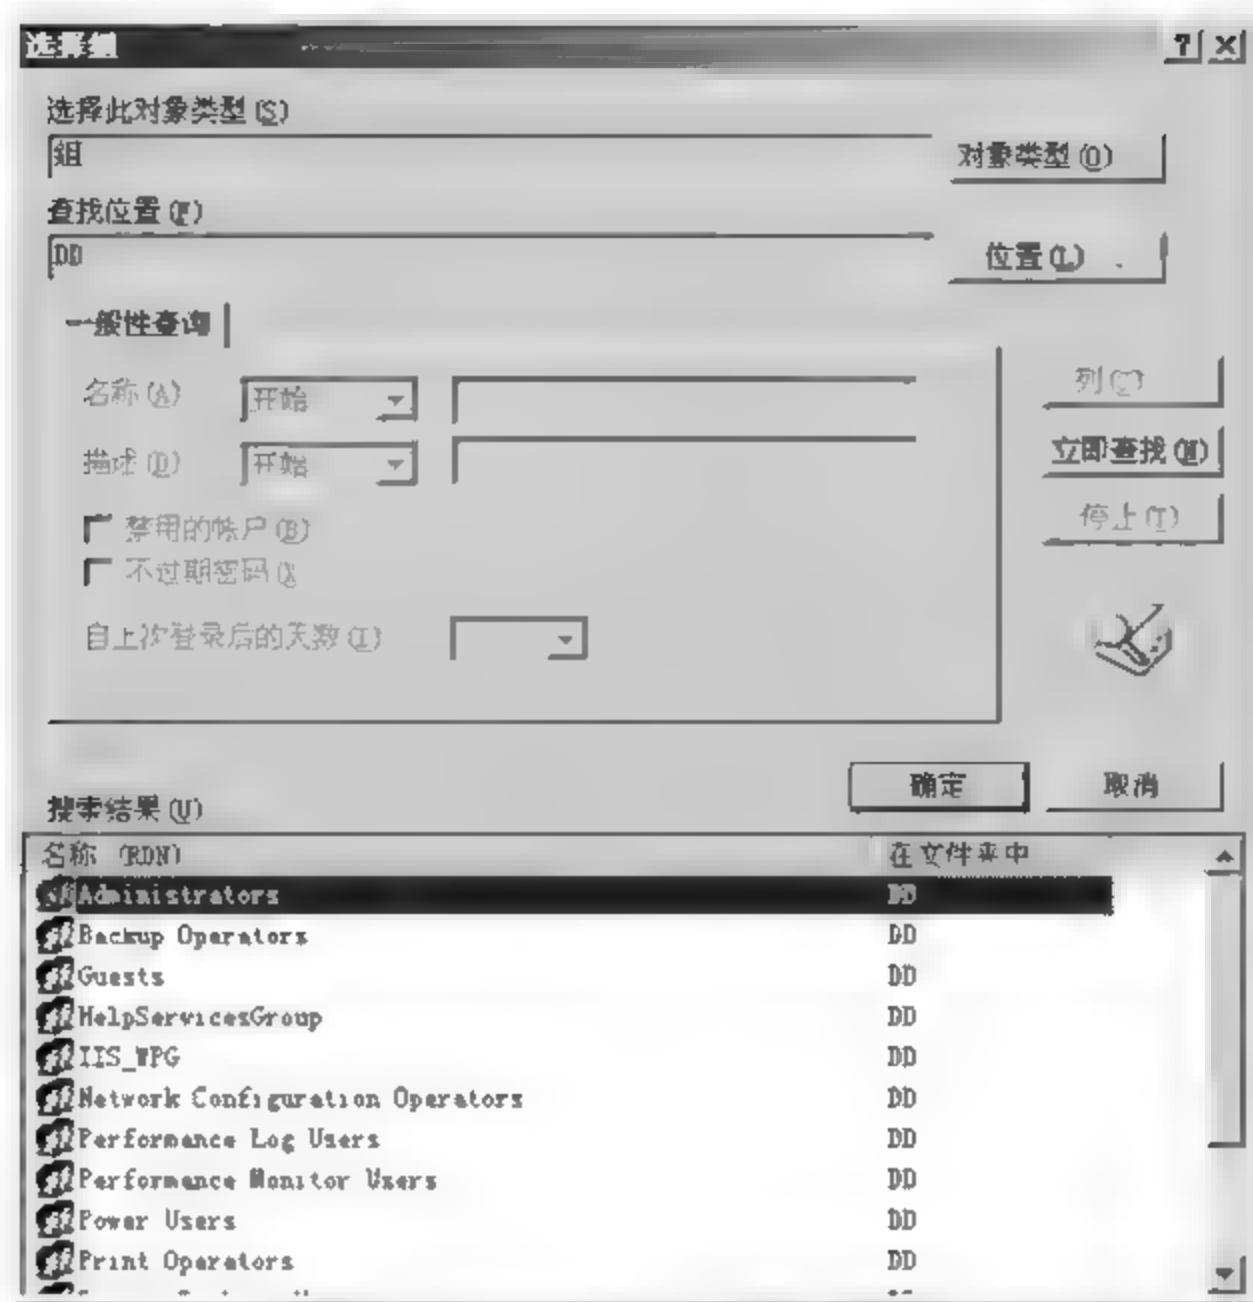 选择组
选择此对象类型(S)
组
对象类型(O)
查找位置(F)
DD
位置(L)
一般性查询
名称(A)
开始
列(C)
描述(D)
开始
立即查找(N)
禁用的帐户(B)
停止(T)
不过期密码(X)
自上次登录后的天数(I)
确定
取消
搜索结果(U)
名称 (RDN) 在文件夹中
Administrators DD
Backup Operators DD
Guests DD
HelpServicesGroup DD
IIS_WPG DD
Network Configuration Operators DD
Performance Log Users DD
Performance Monitor Users DD
Power Users DD
Print Operators DD